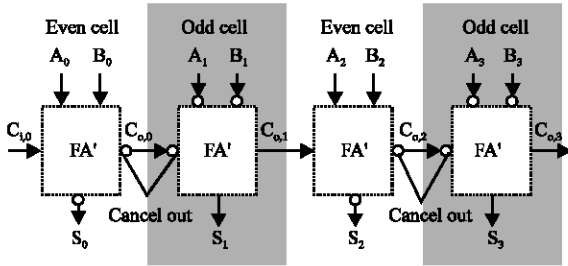 Even cell Odd cell Even cell Odd cell
A0 B0 A1 B1 A2 B2 A3 B3
Ci,0 FA' Co,0 FA' Co,1 FA' Co,2 FA' Co,3
Cancel out Cancel out
S0 S1 S2 S3